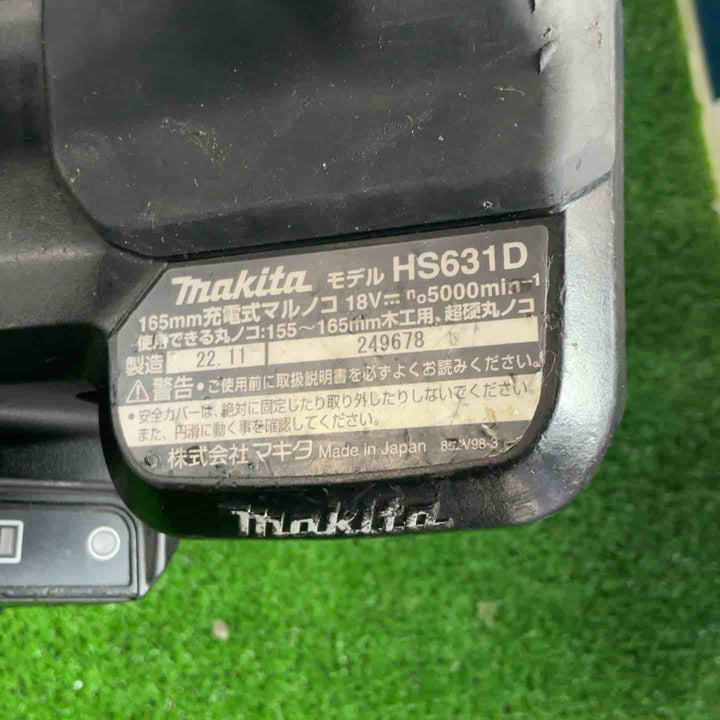 makita モデル HS631D
165mm充電式マルノコ 18V⎓ n₀5000min⁻¹
使用できる丸ノコ:155～165mm木工用、超硬丸ノコ
製造 22.11 249678
⚠警告・ご使用前に取扱説明書を必ずよくお読みください。
・安全カバーは、絶対に固定したり取り外したりしないでください。
また、円滑に動く事を確認してください。
株式会社マキタ Made in Japan 852V98-3
makita